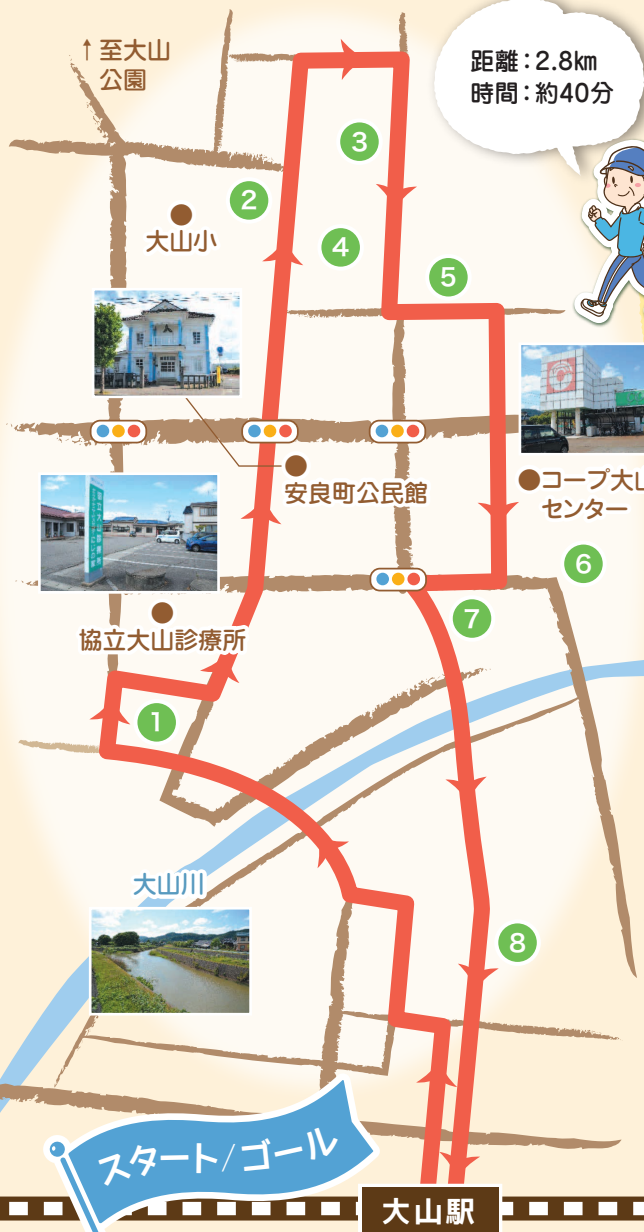 ↑至大山
公園
距離：2.8km
時間：約40分
3
2
大山小
4
5
安良町公民館
コープ大山
センター
6
協立大山診療所
7
1
大山川
8
スタート/ゴール
大山駅